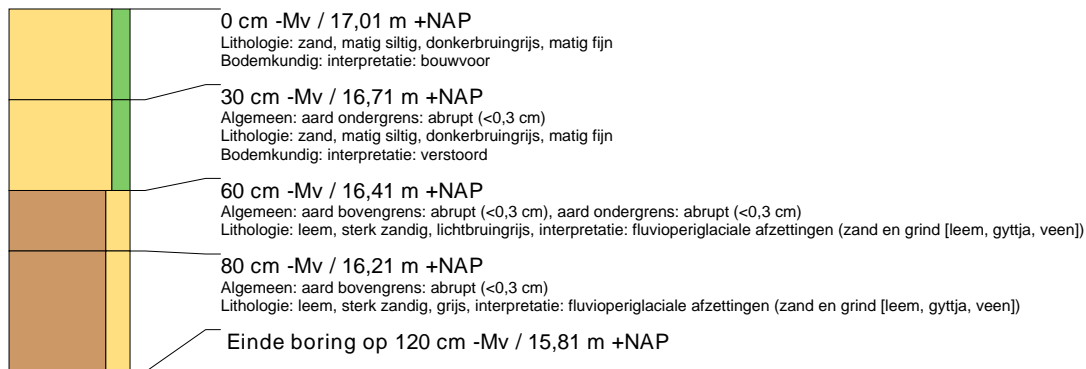 0 cm -Mv / 17,01 m +NAP
Lithologie: zand, matig siltig, donkerbruingrijs, matig fijn
Bodemkundig: interpretatie: bouwvoor
30 cm -Mv / 16,71 m +NAP
Algemeen: aard ondergrens: abrupt (<0,3 cm)
Lithologie: zand, matig siltig, donkerbruingrijs, matig fijn
Bodemkundig: interpretatie: verstoord
60 cm -Mv / 16,41 m +NAP
Algemeen: aard bovengrens: abrupt (<0,3 cm), aard ondergrens: abrupt (<0,3 cm)
Lithologie: leem, sterk zandig, lichtbruingrijs, interpretatie: fluvioperiglaciale afzettingen (zand en grind [leem, gyttja, veen])
80 cm -Mv / 16,21 m +NAP
Algemeen: aard bovengrens: abrupt (<0,3 cm)
Lithologie: leem, sterk zandig, grijs, interpretatie: fluvioperiglaciale afzettingen (zand en grind [leem, gyttja, veen])
Einde boring op 120 cm -Mv / 15,81 m +NAP